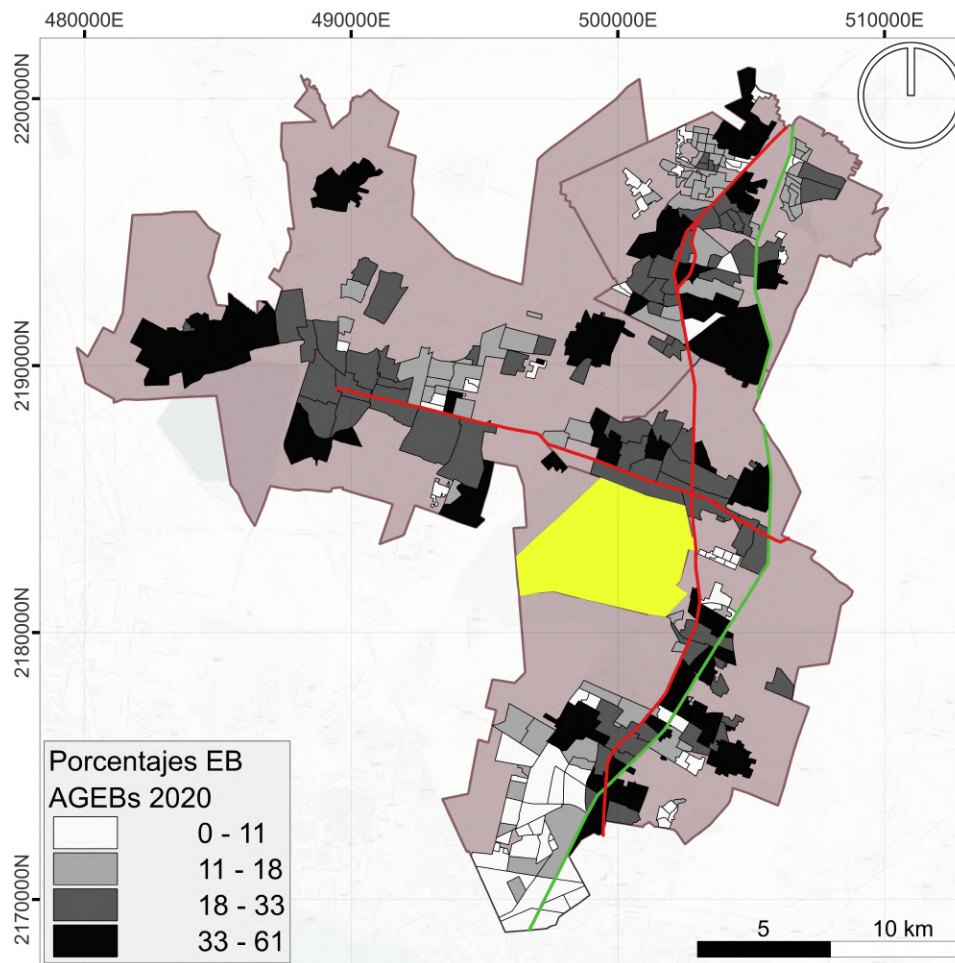 480000E 490000E 500000E 510000E
2200000N
2190000N
2180000N
2170000N
Porcentajes EB
AGEBs 2020
0 - 11
11 - 18
18 - 33
33 - 61
5 10 km